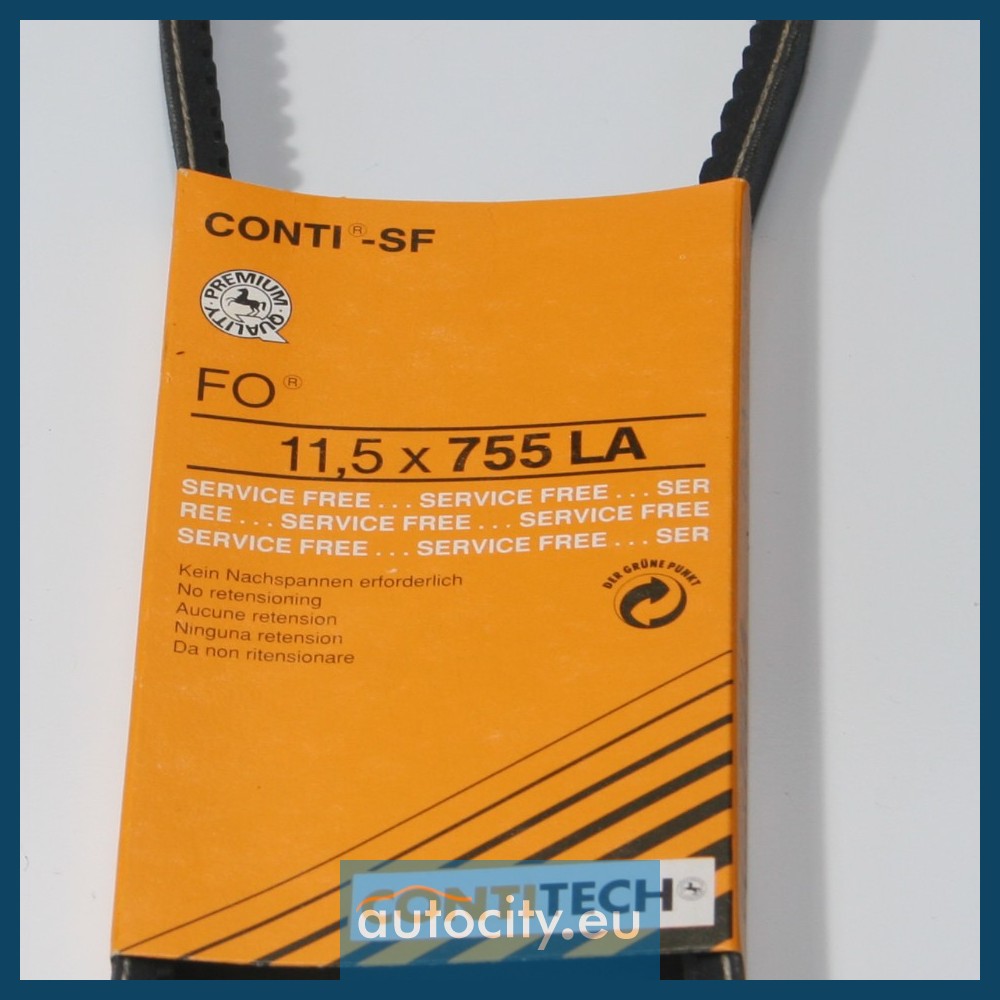 CONTI®-SF
PREMIUM · QUALITY ·
FO®
11,5 x 755 LA
SERVICE FREE . . . SERVICE FREE . . . SER
REE . . . SERVICE FREE . . . SERVICE FREE
SERVICE FREE . . . SERVICE FREE . . . SER
Kein Nachspannen erforderlich
No retensioning
Aucune retension
Ninguna retension
Da non ritensionare
DER GRÜNE PUNKT
CONTITECH
autocity.eu